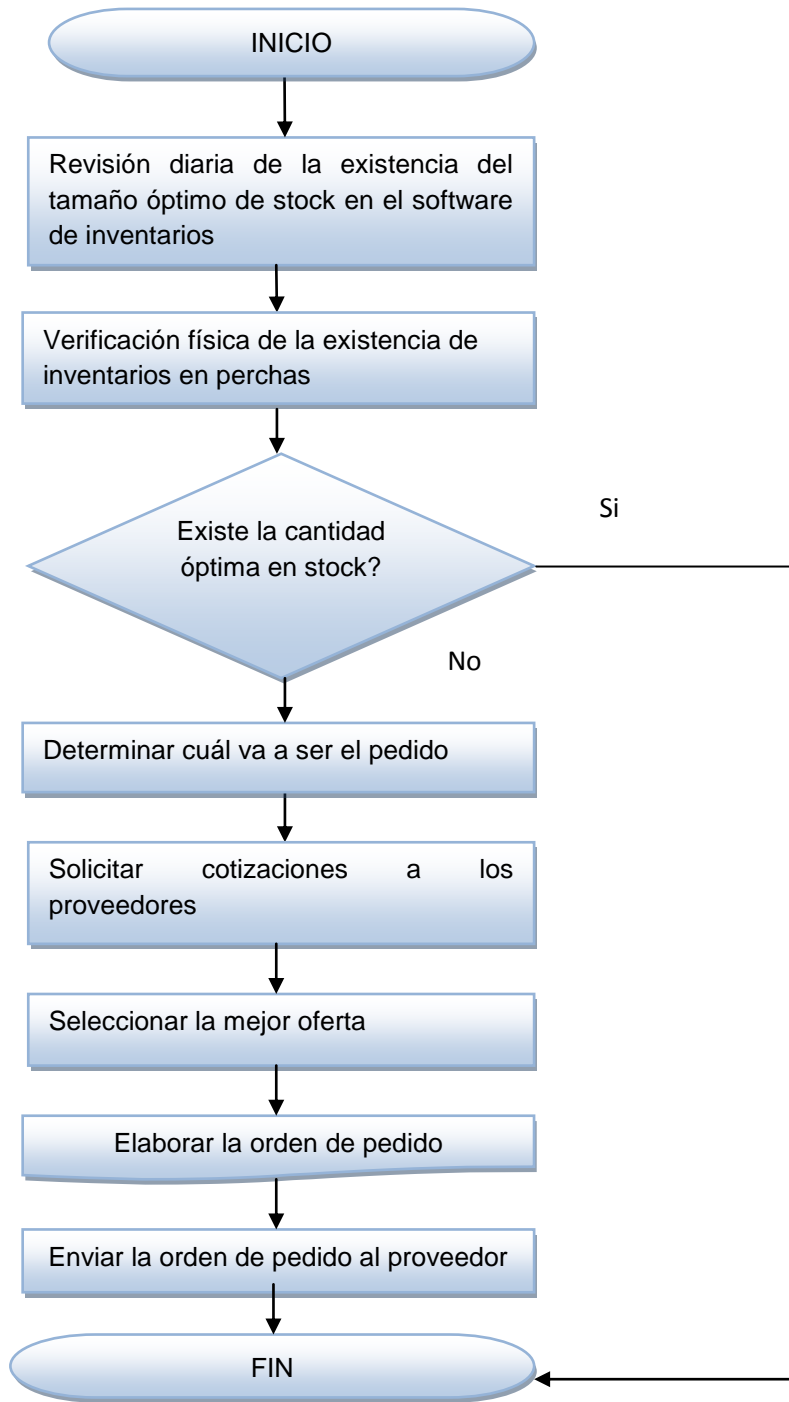 INICIO
Revisión diaria de la existencia del
tamaño óptimo de stock en el software
de inventarios
Verificación física de la existencia de
inventarios en perchas
Existe la cantidad
óptima en stock?
Si
No
Determinar cuál va a ser el pedido
Solicitar cotizaciones a los
proveedores
Seleccionar la mejor oferta
Elaborar la orden de pedido
Enviar la orden de pedido al proveedor
FIN